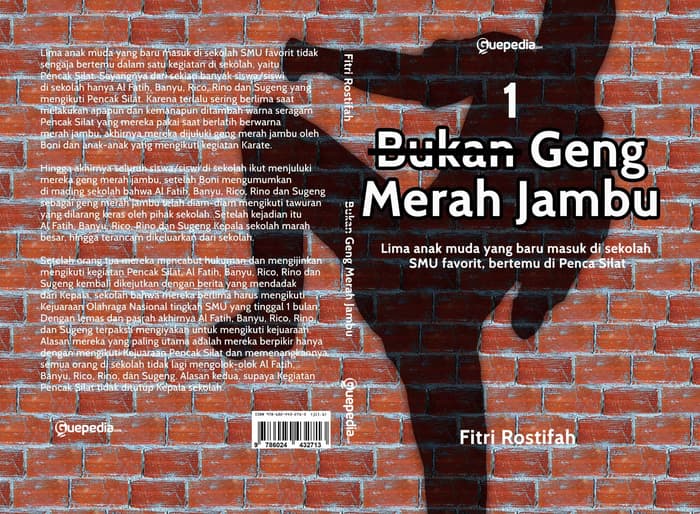 Lima anak muda yang baru masuk di sekolah SMU favorit tidak
sengaja bertemu dalam satu kegiatan di sekolah, yaitu
Pencak Silat. Sayangnya dari sekian banyak siswa/siswi
di sekolah hanya Al Fatih, Banyu, Rico, Rino dan Sugeng yang
mengikuti Pencak Silat. Karena terlalu sering berlima saat
melakukan apapun dan kemanapun ditambah warna seragam
Pencak Silat yang mereka pakai saat berlatih berwarna
merah jambu, akhirnya mereka dijuluki geng merah jambu oleh
Boni dan anak-anak yang mengikuti kegiatan Karate.
Hingga akhirnya seluruh siswa/siswi di sekolah ikut menjuluki
mereka geng merah jambu, setelah Boni mengumumkan
di mading sekolah bahwa Al Fatih, Banyu, Rico, Rino dan Sugeng
sebagai geng merah jambu telah diam-diam mengikuti tawuran
yang dilarang keras oleh pihak sekolah. Setelah kejadian itu
Al Fatih, Banyu, Rico, Rino dan Sugeng Kepala sekolah marah
besar, hingga terancam dikeluarkan dari sekolah.
Setelah orang tua mereka mencabut hukuman dan mengijinkan
mengikuti kegiatan Pencak Silat, Al Fatih, Banyu, Rico, Rino dan
Sugeng kembali dikejutkan dengan berita yang mendadak
dari Kepala, sekolah bahwa mereka berlima harus mengikuti
Kejuaraan Olahraga Nasional tingkah SMU yang tinggal 1 bulan.
Dengan lemas dan pasrah akhirnya Al Fatih, Banyu, Rico, Rino,
dan Sugeng terpaksa mengiyakan untuk mengikuti kejuaraan.
Alasan mereka yang paling utama adalah mereka berpikir hanya
dengan mengikuti Kejuaraan Pencak Silat dan memenangkannya,
semua orang di sekolah tidak lagi mengolok-olok Al Fatih,
Banyu, Rico, Rino, dan Sugeng. Alasan kedua, supaya Kegiatan
Pencak Silat tidak ditutup Kepala sekolah.
Guepedia.com
9 786024 432713
Fitri Rostifah
Bukan Geng Merah Jambu
Guepedia
Guepedia.com
1
Bukan Geng
Merah Jambu
Lima anak muda yang baru masuk di sekolah
SMU favorit, bertemu di Penca Silat
Fitri Rostifah